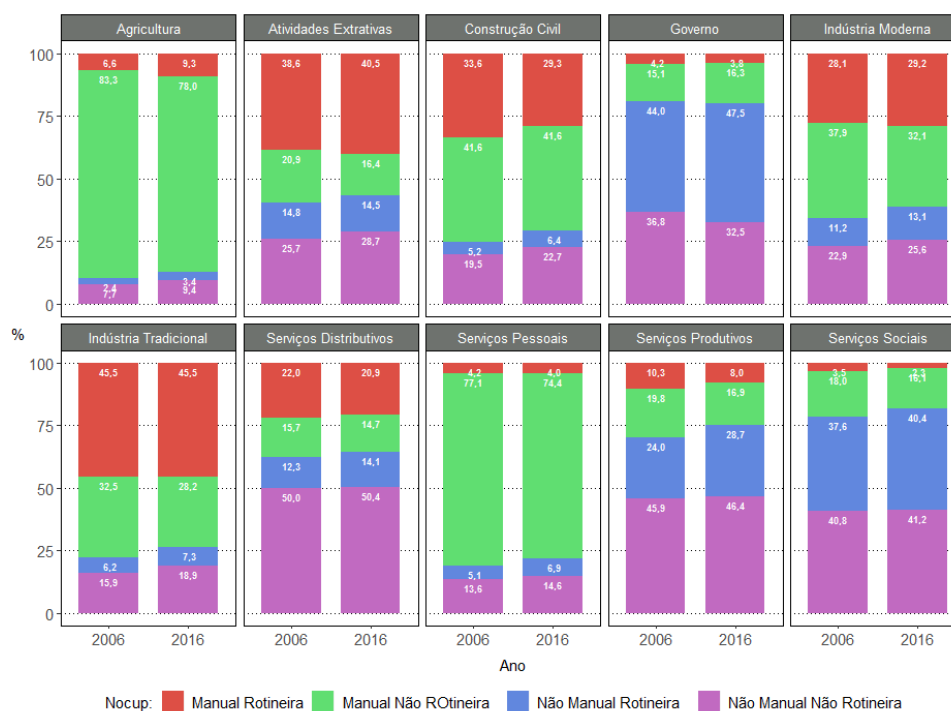 Agricultura Atividades Extrativas Construção Civil Governo Indústria Moderna
100 6,6 9,3 38,6 40,5 33,6 29,3 4,2 3,8 28,1 29,2
83,3 78,0 20,9 16,4 41,6 41,6 15,1 16,3 37,9 32,1
75
44,0 47,5
50
14,8 14,5 5,2 6,4 11,2 13,1
25 25,7 28,7 19,5 22,7 36,8 32,5 22,9 25,6
2,4 3,4
7,7 9,4
0
%
Indústria Tradicional Serviços Distributivos Serviços Pessoais Serviços Produtivos Serviços Sociais
100 45,5 45,5 22,0 20,9 4,2 4,0 10,3 8,0 3,5 2,3
77,1 74,4 18,0 16,1
75 15,7 14,7 19,8 16,9
12,3 14,1 24,0 28,7 37,6 40,4
50 32,5 28,2 50,0 50,4 45,9 46,4 40,8 41,2
25
6,2 7,3 5,1 6,9
15,9 18,9 13,6 14,6
0
2006 2016 2006 2016 2006 2016 2006 2016 2006 2016
Ano
Nocup: Manual Rotineira Manual Não ROtineira Não Manual Rotineira Não Manual Não Rotineira